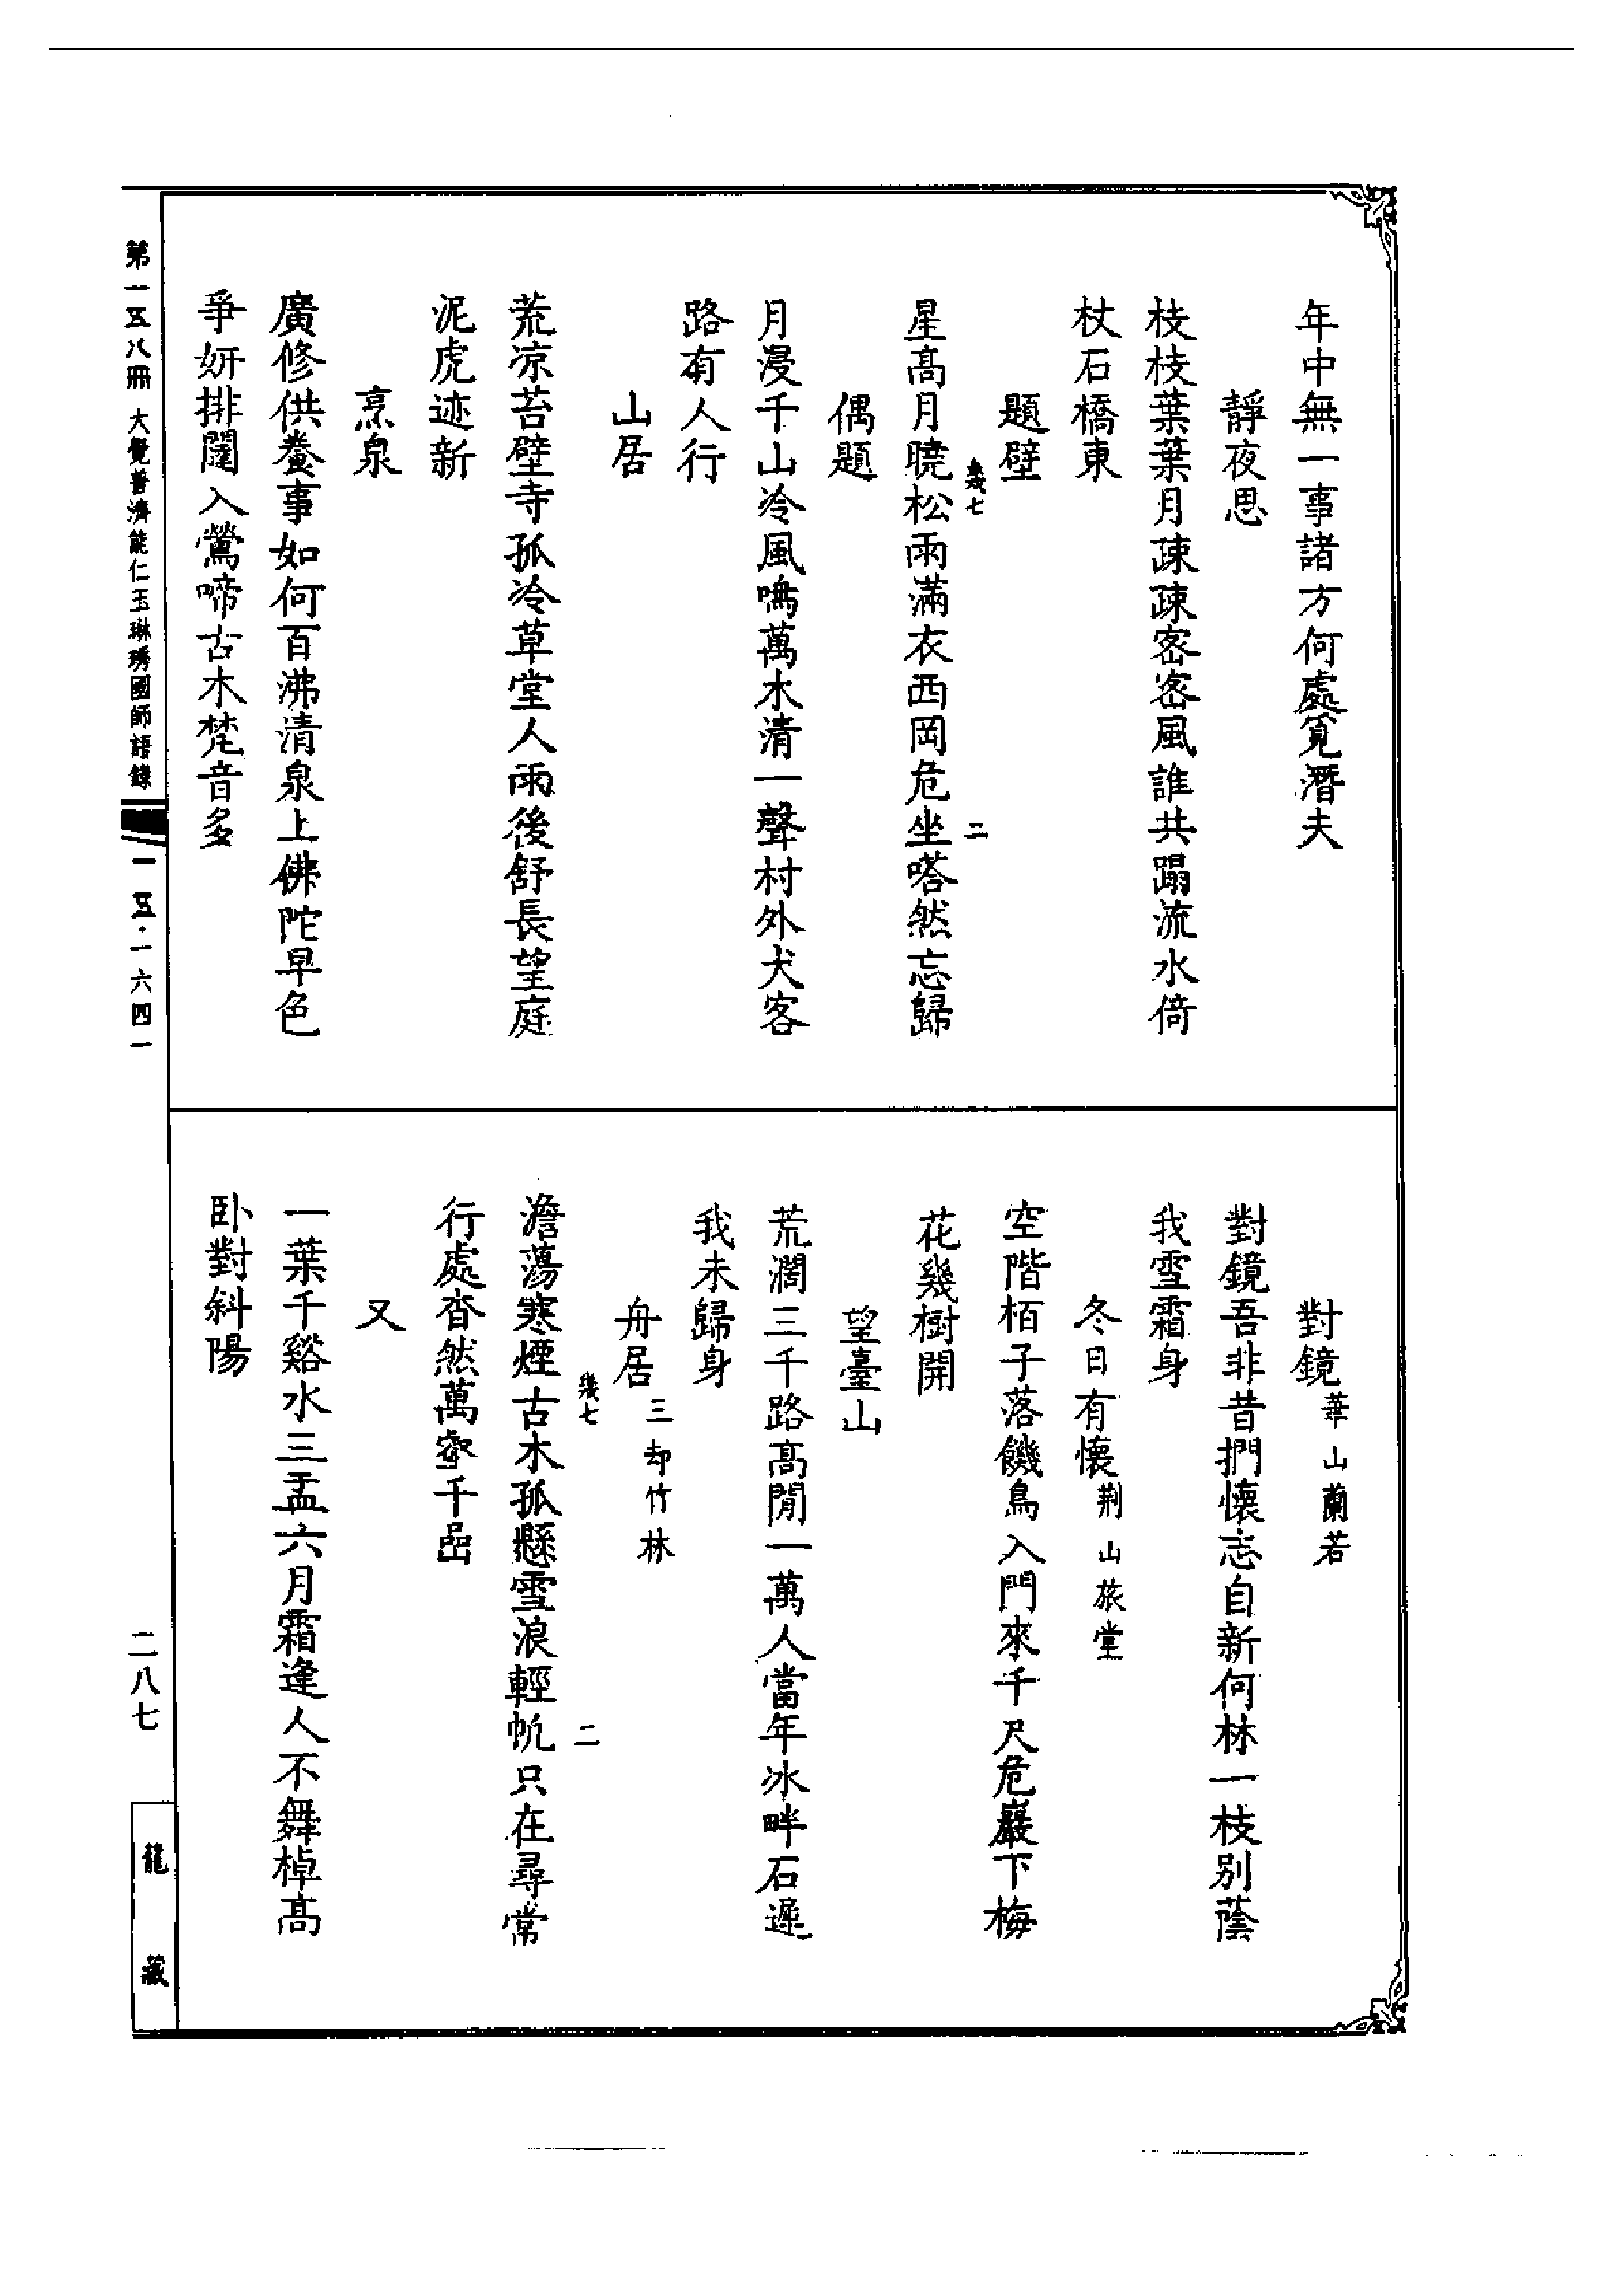 年中無一事諸方何處覓潛夫
靜夜思
枝枝葉葉月疎疎密密風誰共蹋流水倚
杖石橋東
題壁
幾七 二
星高月曉松雨滿衣西岡危坐嗒然忘歸
偶題
月浸千山冷風鳴萬木清一聲村外犬客
路有人行
山居
荒凉苔壁寺孤冷草堂人雨後舒長望庭
泥虎迹新
烹泉
廣修供養事如何百沸清泉上佛陀早色
爭妍排闥入鶯啼古木梵音多
對鏡華山蘭若
對鏡吾非昔捫懷志自新何林一枝别蔭
我雪霜身
冬日有懷荆山旅堂
空階栢子落饑鳥入門來千尺危巖下梅
花幾樹開
望臺山
荒濶三千路高閒一萬人當年冰畔石遲
我未歸身
舟居三却竹林
幾七 二
澹蕩寒煙古木孤懸雪浪輕帆只在尋常
行處杳然萬壑千嵒
又
一葉千谿水三盂六月霜逢人不舞棹高
卧對斜陽
第一五八冊 大覺普濟能仁玉琳琇國師語錄
一五·一六四一
二八七
龍藏